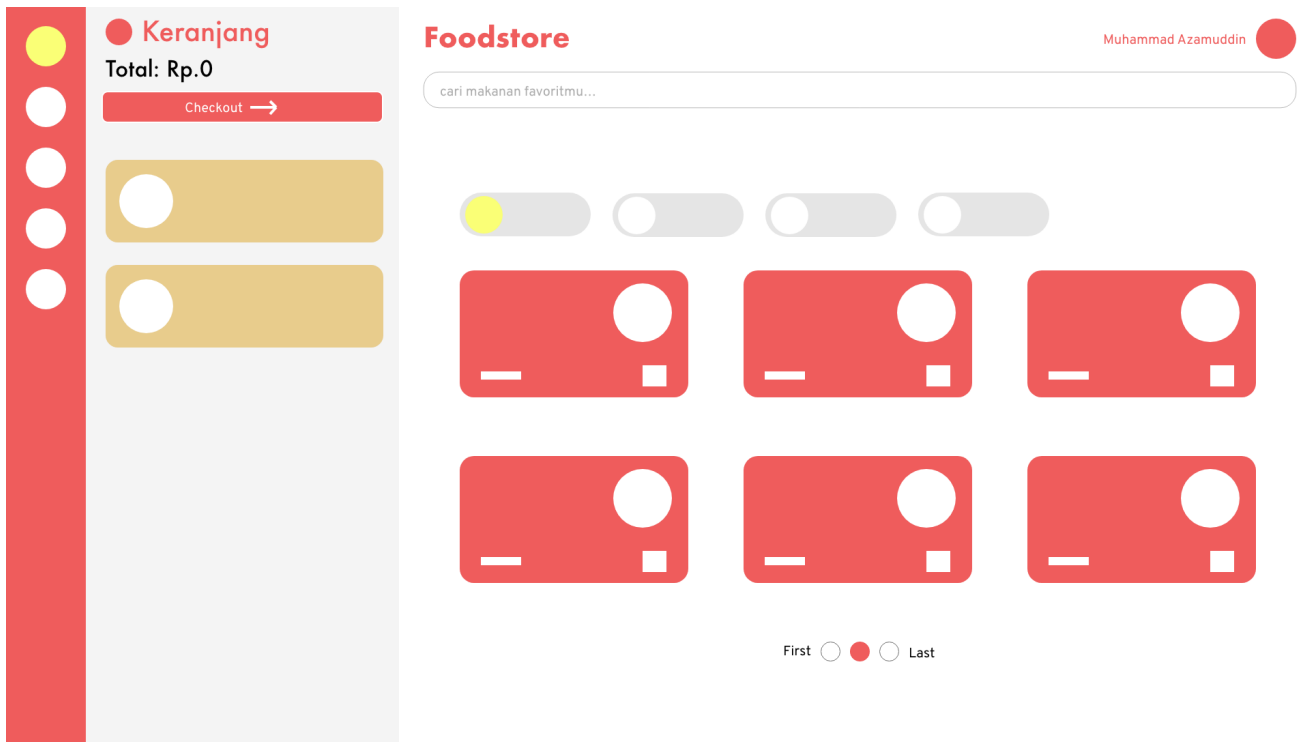 Keranjang
Total: Rp.0
Checkout
Foodstore
Muhammad Azamuddin
cari makanan favoritmu...
First
Last